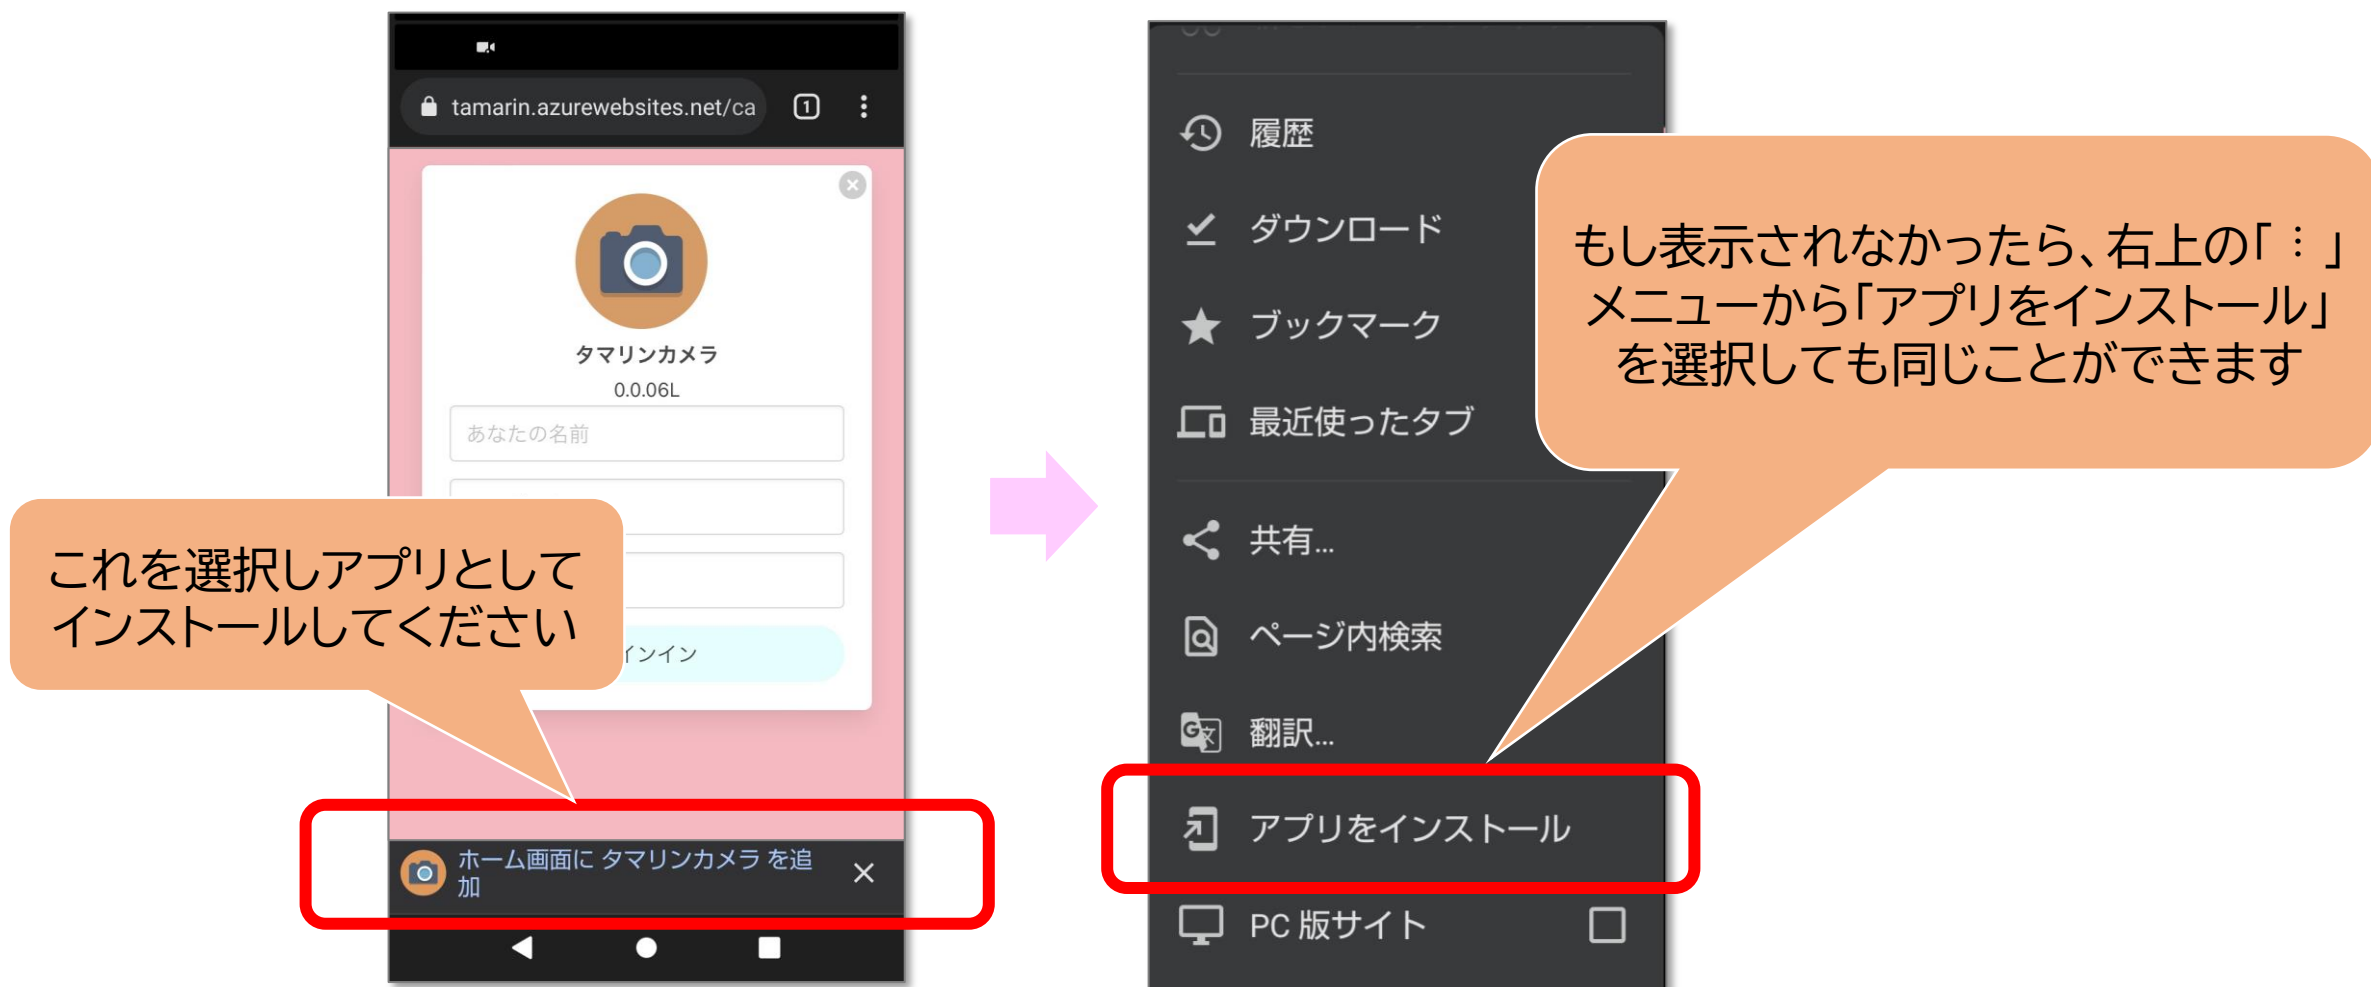 tamarin.azurewebsites.net/ca
1
タマリンカメラ
0.0.06L
あなたの名前
これを選択しアプリとして
インストールしてください
インイン
ホーム画面に タマリンカメラ を追
加
履歴
ダウンロード
ブックマーク
最近使ったタブ
共有...
ページ内検索
翻訳...
アプリをインストール
PC 版サイト
もし表示されなかったら、右上の「︙」
メニューから「アプリをインストール」
を選択しても同じことができます